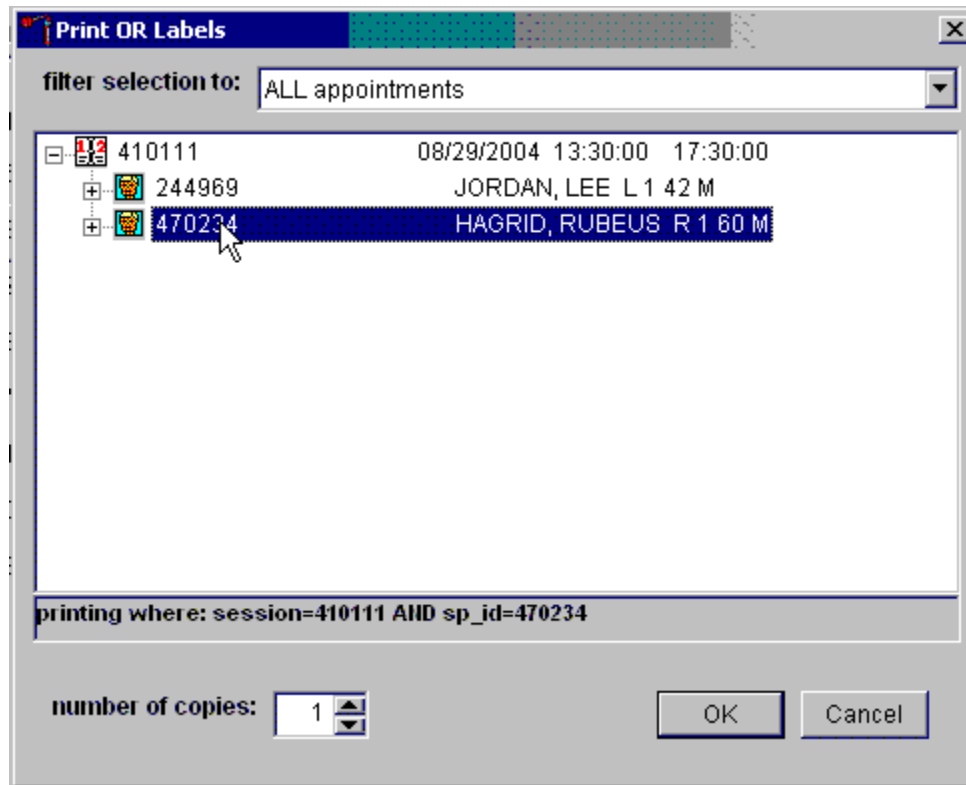 Print OR Labels
filter selection to: ALL appointments
410111 08/29/2004 13:30:00 17:30:00
244969 JORDAN, LEE L 1 42 M
470234 HAGRID, RUBEUS R 1 60 M
printing where: session=410111 AND sp_id=470234
number of copies: 1 OK Cancel